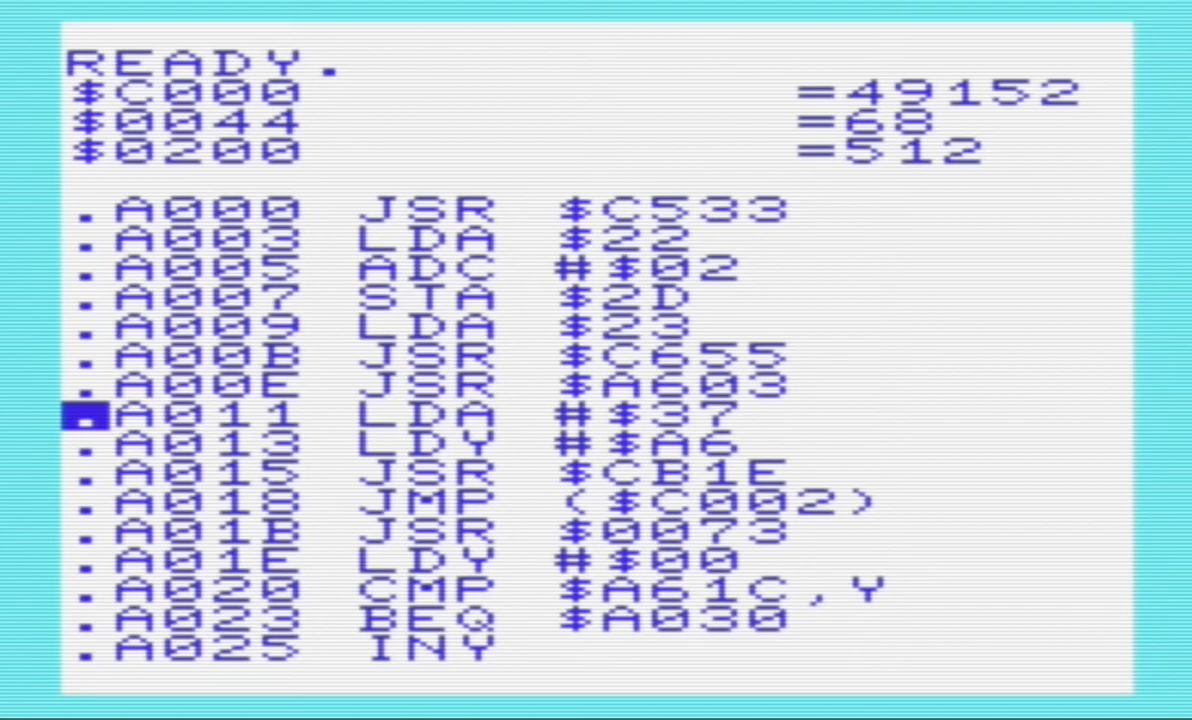 READY.
$C000 =49152
$0044 =68
$0200 =512
.A000 JSR $C533
.A003 LDA $22
.A005 ADC #$02
.A007 STA $2D
.A009 LDA $23
.A00B JSR $C655
.A00E JSR $A603
.A011 LDA #$37
.A013 LDY #$A6
.A015 JSR $CB1E
.A018 JMP ($C002)
.A01B JSR $0073
.A01E LDY #$00
.A020 CMP $A61C,Y
.A023 BEQ $A030
.A025 INY